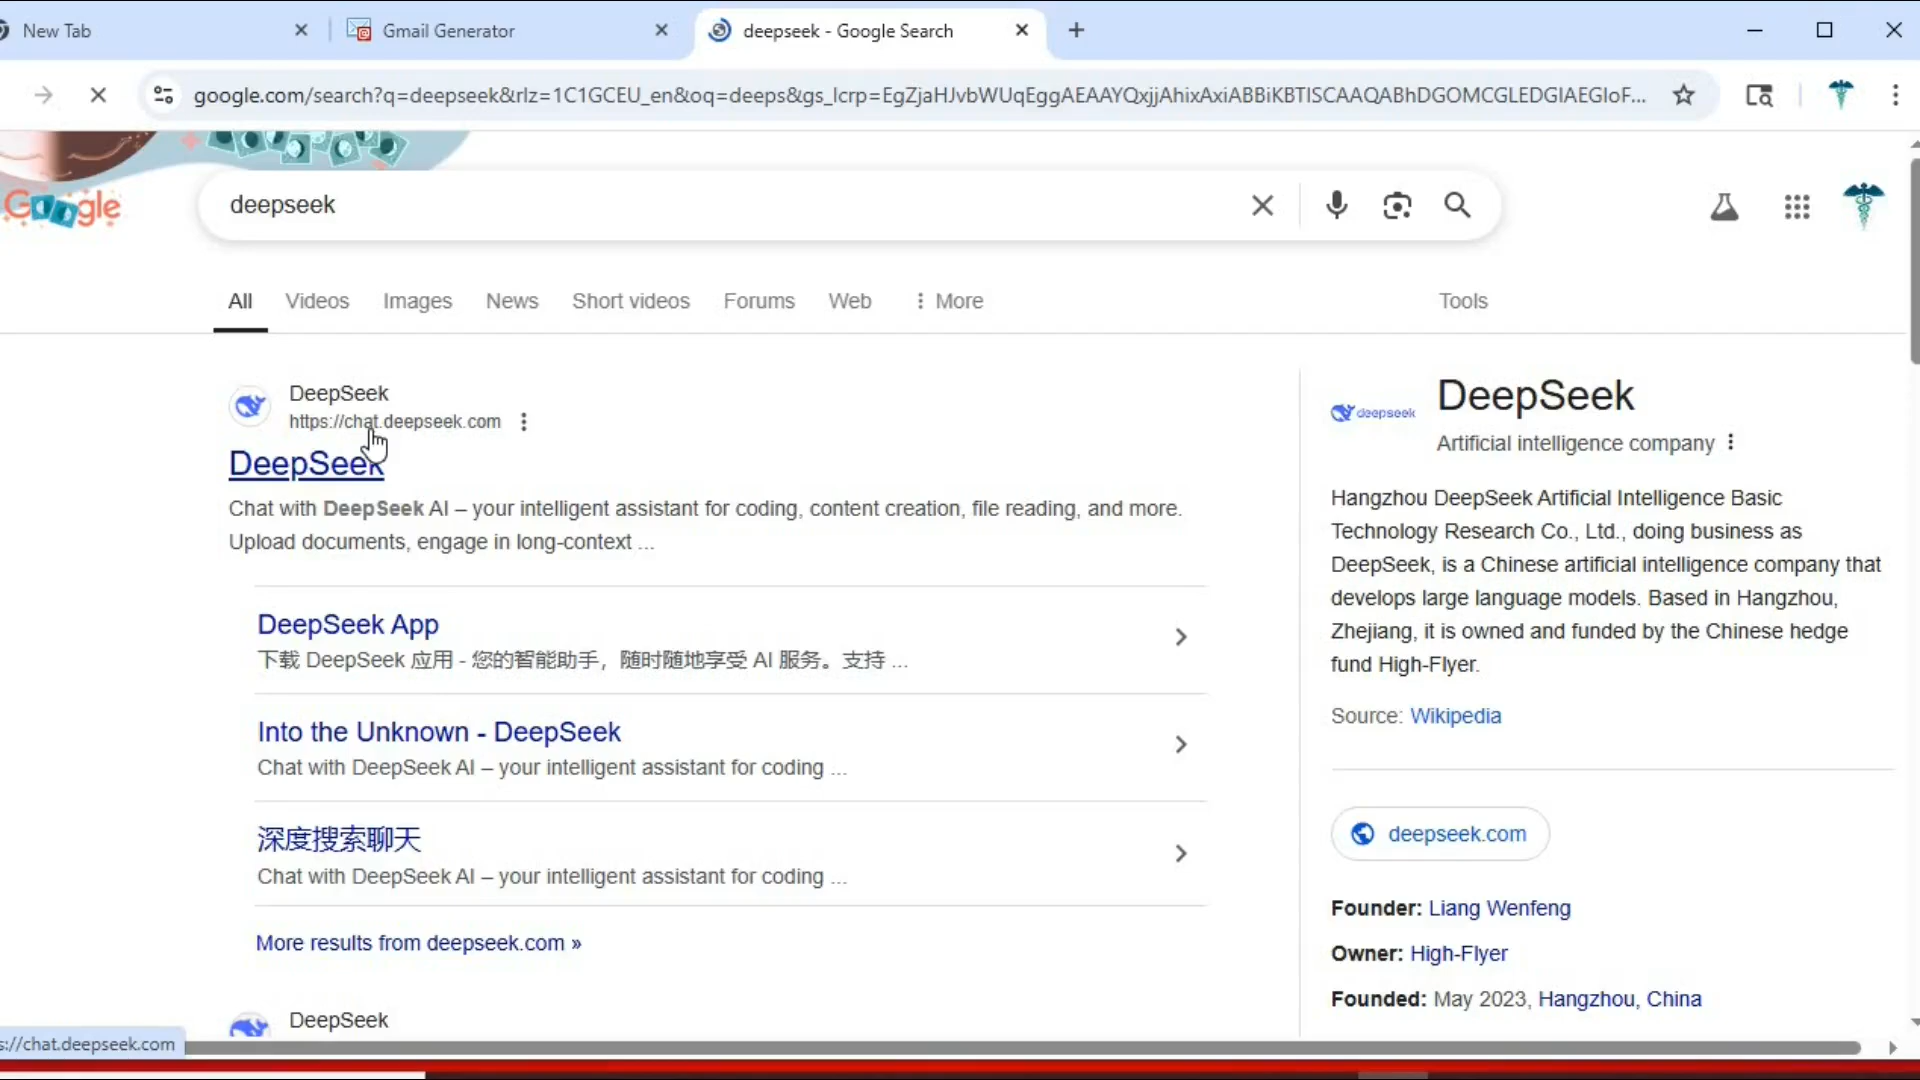 New Tab
Gmail Generator
deepseek - Google Search
google.com/search?q=deepseek&rlz=1C1GCEU_en&oq=deeps&gs_lcrp=EgZjaHJvbWUqEggAEAAYQxjjAhixAxiABBiKBTISCAAQABhDGOMCGLEDGIAEGIoF...
Google
deepseek
All
Videos
Images
News
Short videos
Forums
Web
More
Tools
DeepSeek
https://chat.deepseek.com
DeepSeek
Chat with DeepSeek AI – your intelligent assistant for coding, content creation, file reading, and more.
Upload documents, engage in long-context ...
DeepSeek App
下载 DeepSeek 应用 - 您的智能助手，随时随地享受 AI 服务。支持 ...
Into the Unknown - DeepSeek
Chat with DeepSeek AI – your intelligent assistant for coding ...
深度搜索聊天
Chat with DeepSeek AI – your intelligent assistant for coding ...
More results from deepseek.com »
DeepSeek
s://chat.deepseek.com
deepseek
DeepSeek
Artificial intelligence company
Hangzhou DeepSeek Artificial Intelligence Basic
Technology Research Co., Ltd., doing business as
DeepSeek, is a Chinese artificial intelligence company that
develops large language models. Based in Hangzhou,
Zhejiang, it is owned and funded by the Chinese hedge
fund High-Flyer.
Source: Wikipedia
deepseek.com
Founder: Liang Wenfeng
Owner: High-Flyer
Founded: May 2023, Hangzhou, China